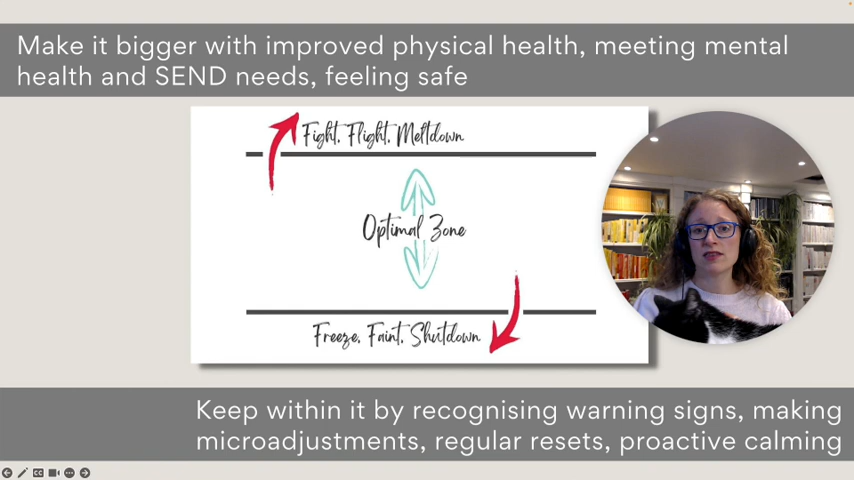 Make it bigger with improved physical health, meeting mental
health and SEND needs, feeling safe
Fight, Flight, Meltdown
Optimal Zone
Freeze, Faint, Shutdown
Keep within it by recognising warning signs, making
microadjustments, regular resets, proactive calming